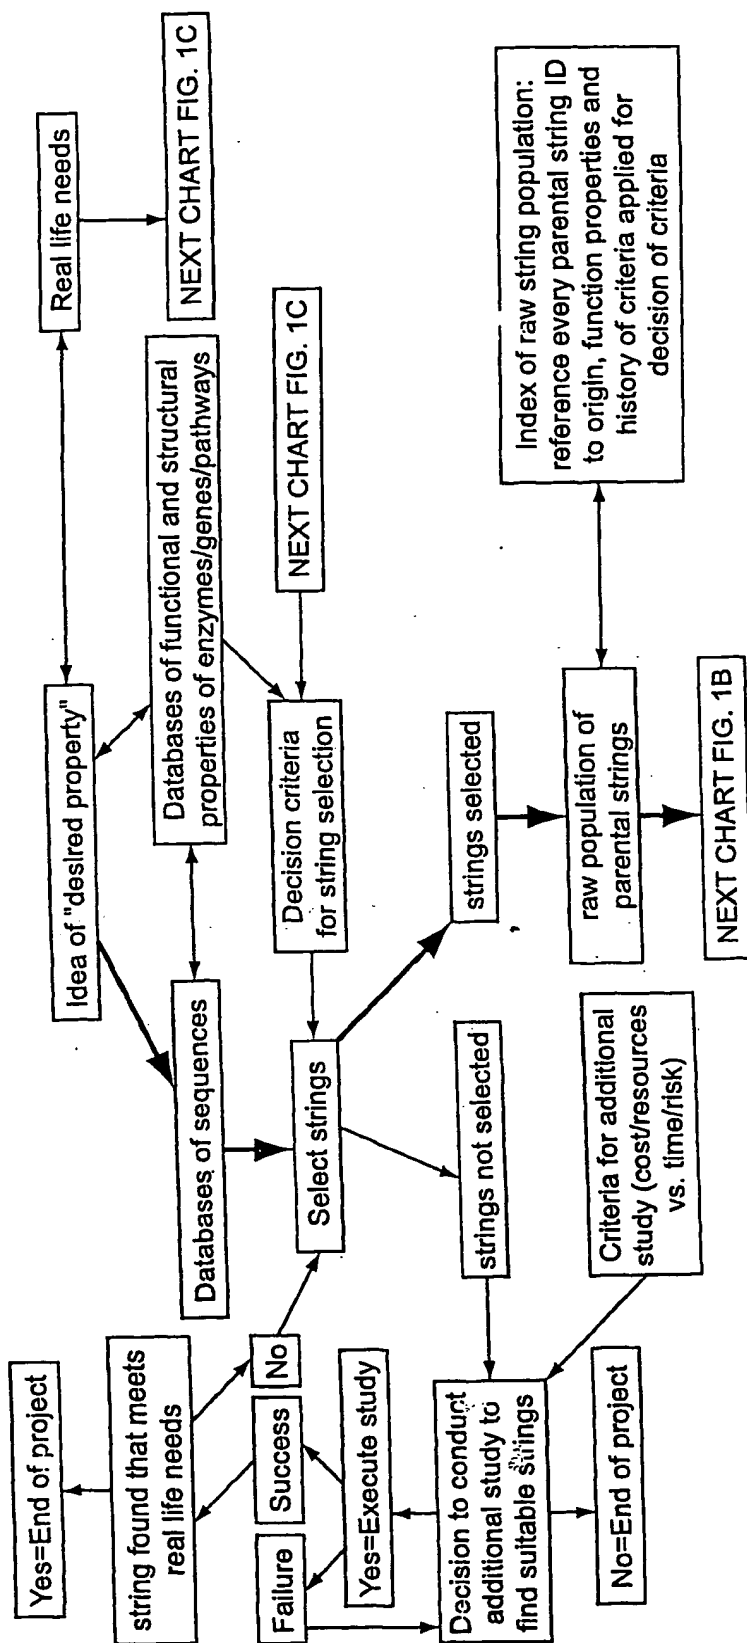 Yes=End of project
string found that meets
real life needs
No
Success
Failure
Yes=Execute study
Decision to conduct
additional study to
find suitable strings
No=End of project
Idea of "desired property"
Real life needs
NEXT CHART FIG. 1C
Databases of sequences
Databases of functional and structural
properties of enzymes/genes/pathways
Select strings
Decision criteria
for string selection
NEXT CHART FIG. 1C
strings not selected
strings selected
Criteria for additional
study (cost/resources
vs. time/risk)
raw population of
parental strings
NEXT CHART FIG. 1B
Index of raw string population:
reference every parental string ID
to origin, function properties and
history of criteria applied for
decision of criteria